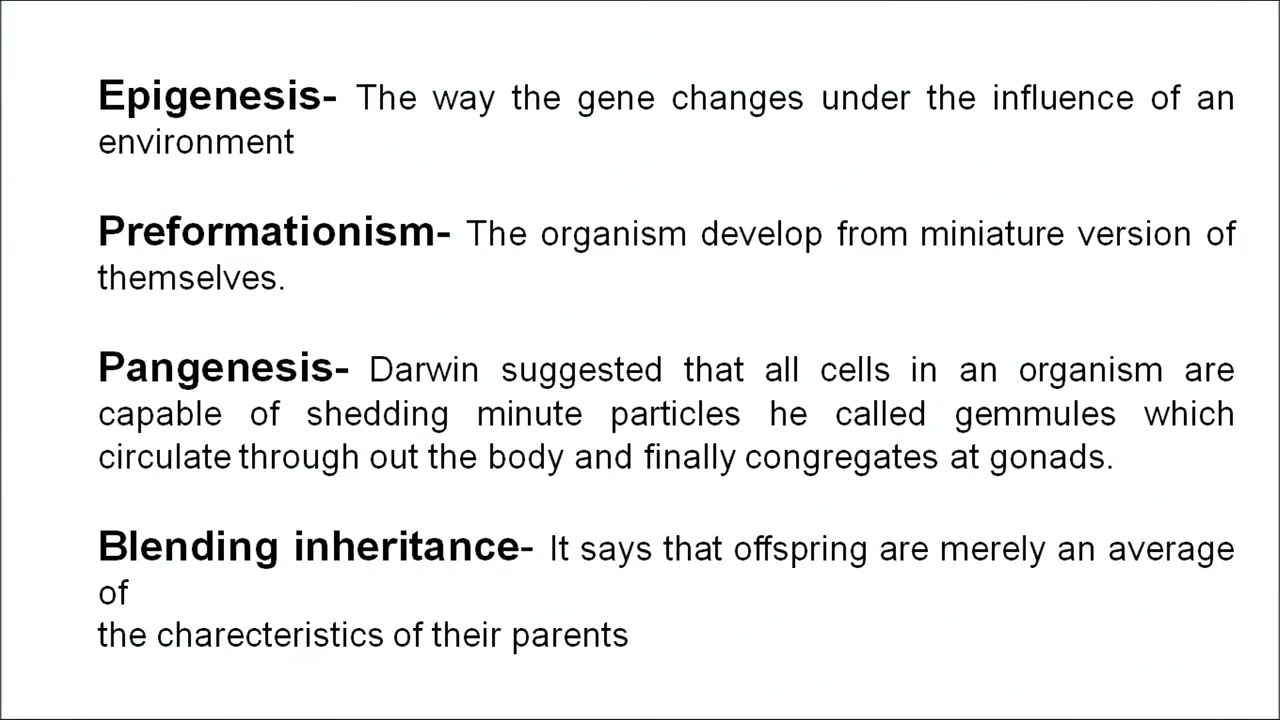 Epigenesis- The way the gene changes under the influence of an
environment
Preformationism- The organism develop from miniature version of
themselves.
Pangenesis- Darwin suggested that all cells in an organism are
capable of shedding minute particles he called gemmules which
circulate through out the body and finally congregates at gonads.
Blending inheritance- It says that offspring are merely an average
of
the charecteristics of their parents